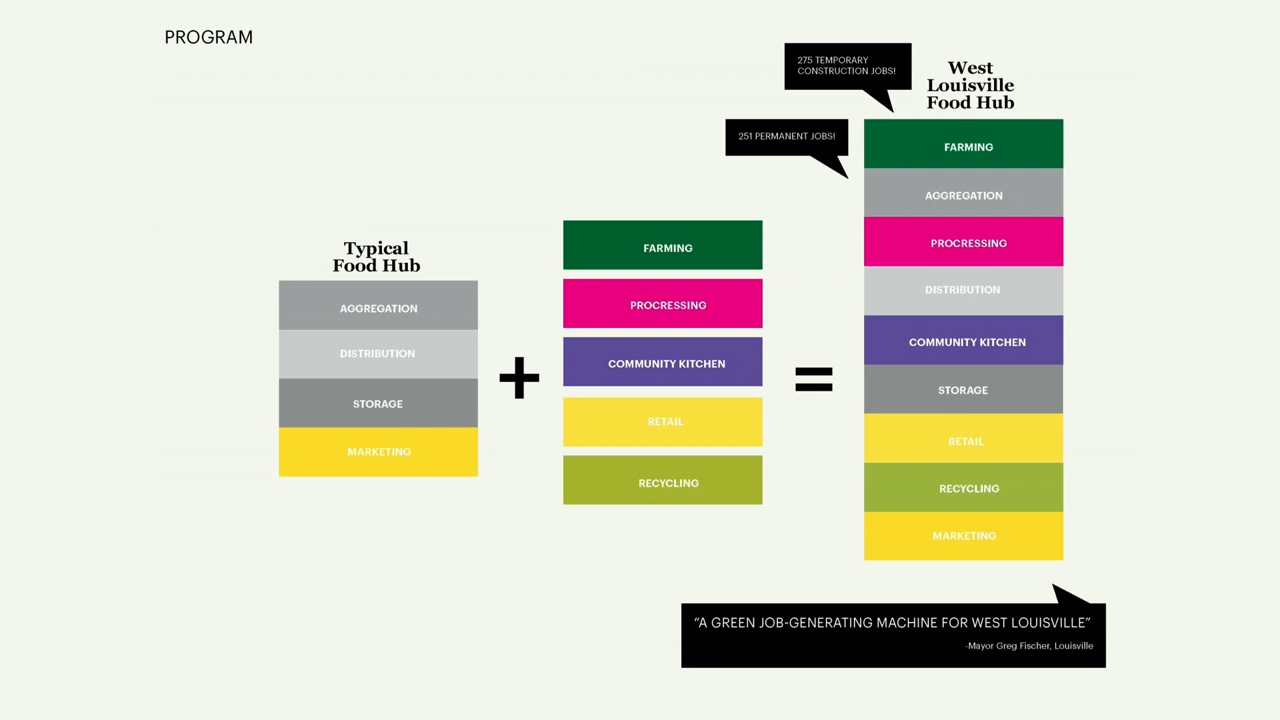 PROGRAM
275 TEMPORARY
CONSTRUCTION JOBS!
251 PERMANENT JOBS!
Typical
Food Hub
AGGREGATION
DISTRIBUTION
STORAGE
MARKETING
+
FARMING
PROCRESSING
COMMUNITY KITCHEN
RETAIL
RECYCLING
=
West
Louisville
Food Hub
FARMING
AGGREGATION
PROCRESSING
DISTRIBUTION
COMMUNITY KITCHEN
STORAGE
RETAIL
RECYCLING
MARKETING
“A GREEN JOB-GENERATING MACHINE FOR WEST LOUISVILLE”
-Mayor Greg Fischer, Louisville